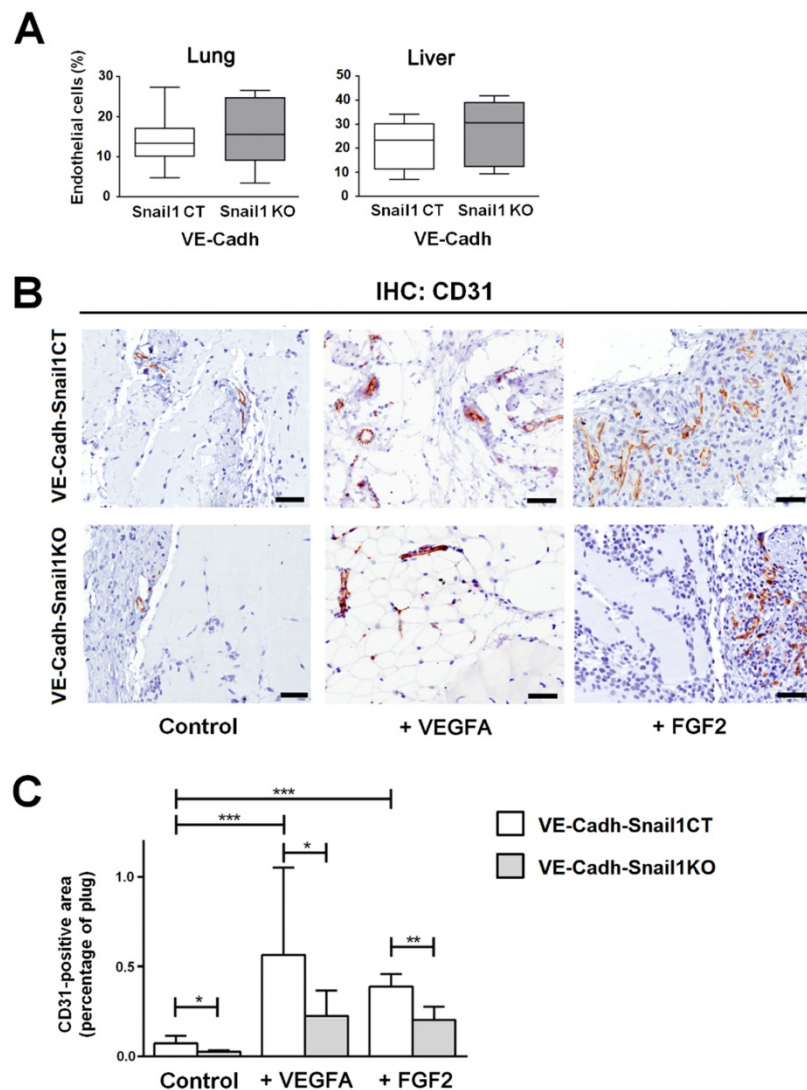 A
Lung
Liver
Endothelial cells (%)
30
20
10
0
50
40
30
20
10
0
Snail1 CT Snail1 KO
Snail1 CT Snail1 KO
VE-Cadh
VE-Cadh
B
IHC: CD31
VE-Cadh-Snail1CT
VE-Cadh-Snail1KO
Control
+ VEGFA
+ FGF2
C
***
***
*
**
*
CD31-positive area
(percentage of plug)
1.0
0.5
0.0
Control
+ VEGFA
+ FGF2
VE-Cadh-Snail1CT
VE-Cadh-Snail1KO